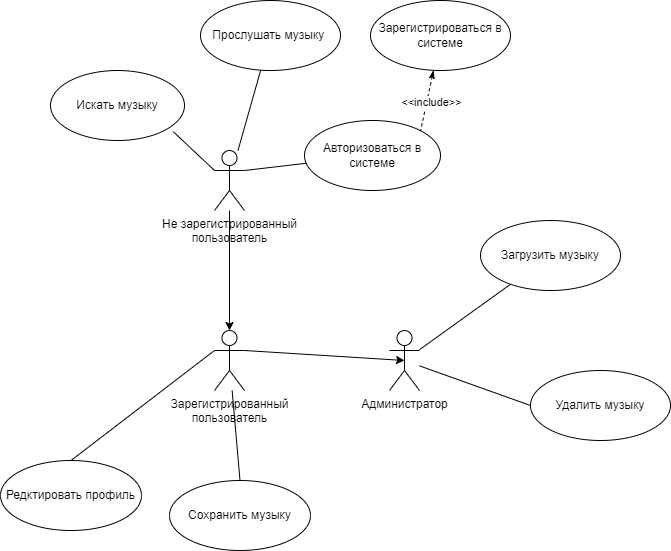 Прослушать музыку
Зарегистрироваться в
системе
Искать музыку
<<include>>
Авторизоваться в
системе
Не зарегистрированный
пользователь
Загрузить музыку
Зарегистрированный
пользователь
Администратор
Удалить музыку
Редктировать профиль
Сохранить музыку